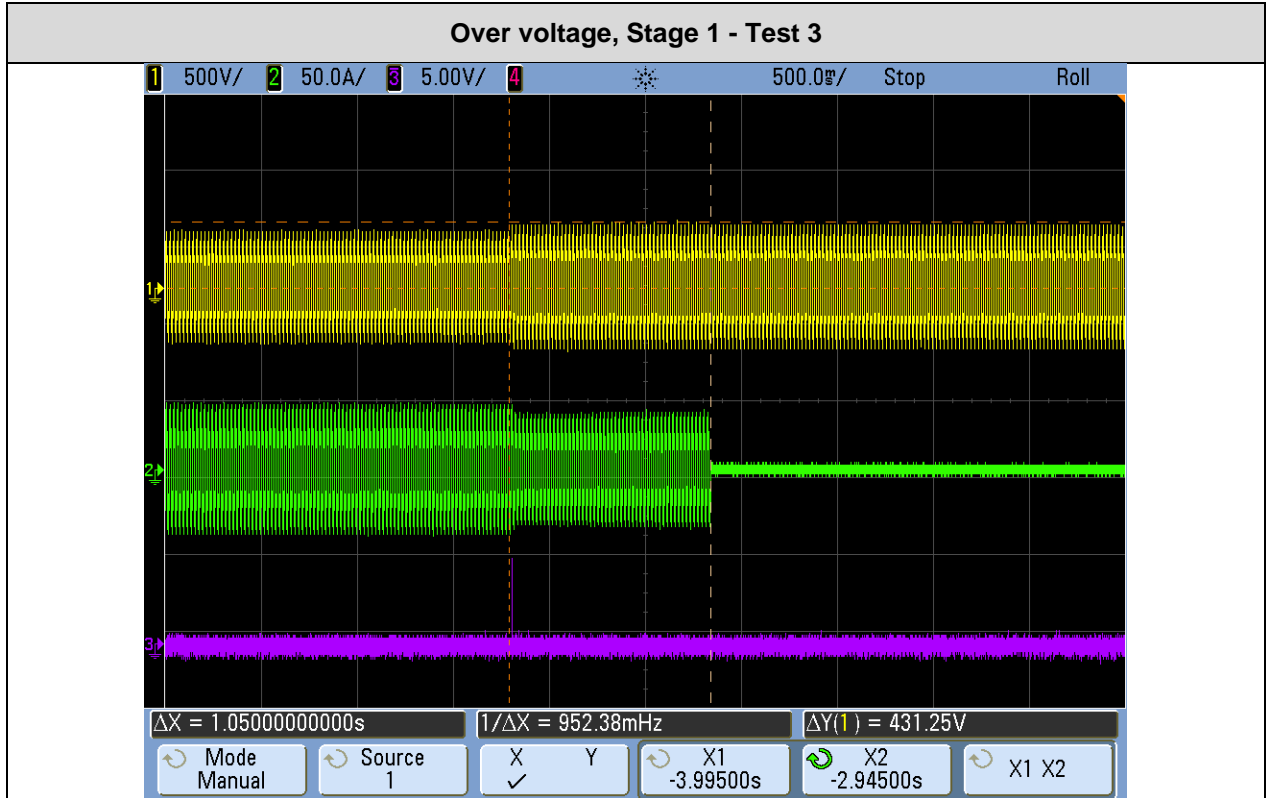 Over voltage, Stage 1 - Test 3
1 500V/ 2 50.0A/ 3 5.00V/ 4 500.0ms/ Stop Roll
1
2
3
ΔX = 1.05000000000s 1/ΔX = 952.38mHz ΔY(1) = 431.25V
Mode Source X Y X1 X2 X1 X2
Manual 1 ✓ -3.99500s -2.94500s